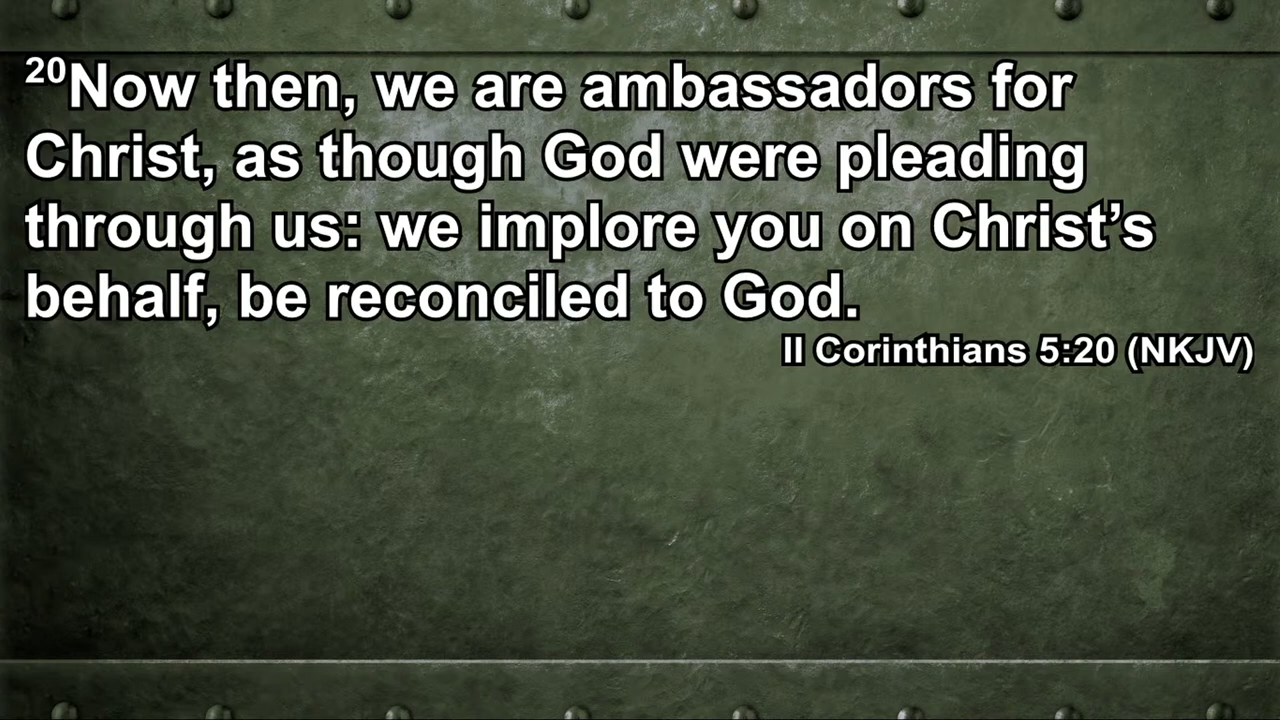 20Now then, we are ambassadors for
Christ, as though God were pleading
through us: we implore you on Christ’s
behalf, be reconciled to God.
II Corinthians 5:20 (NKJV)